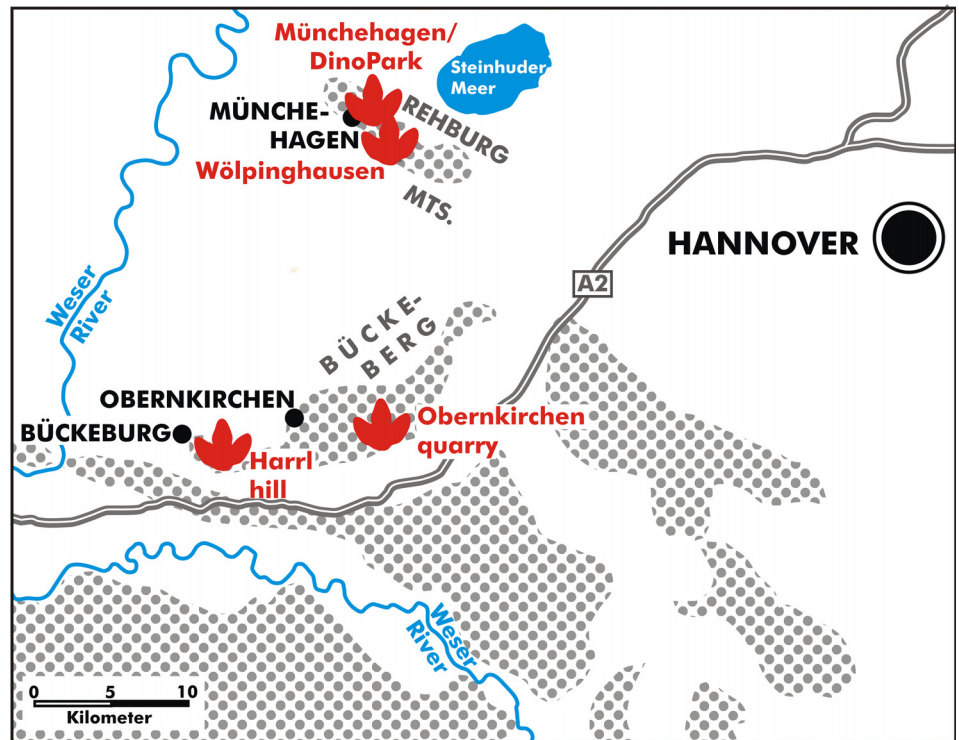 Münchehagen/
DinoPark
Steinhuder
Meer
MÜNCHE-
HAGEN
REHBURG
MTS.
Wölpinghausen
HANNOVER
A2
Weser
River
BÜCKE-
BERG
OBERNKIRCHEN
BÜCKEBURG
Obernkirchen
quarry
Harrl
hill
Weser
River
0 5 10
Kilometer